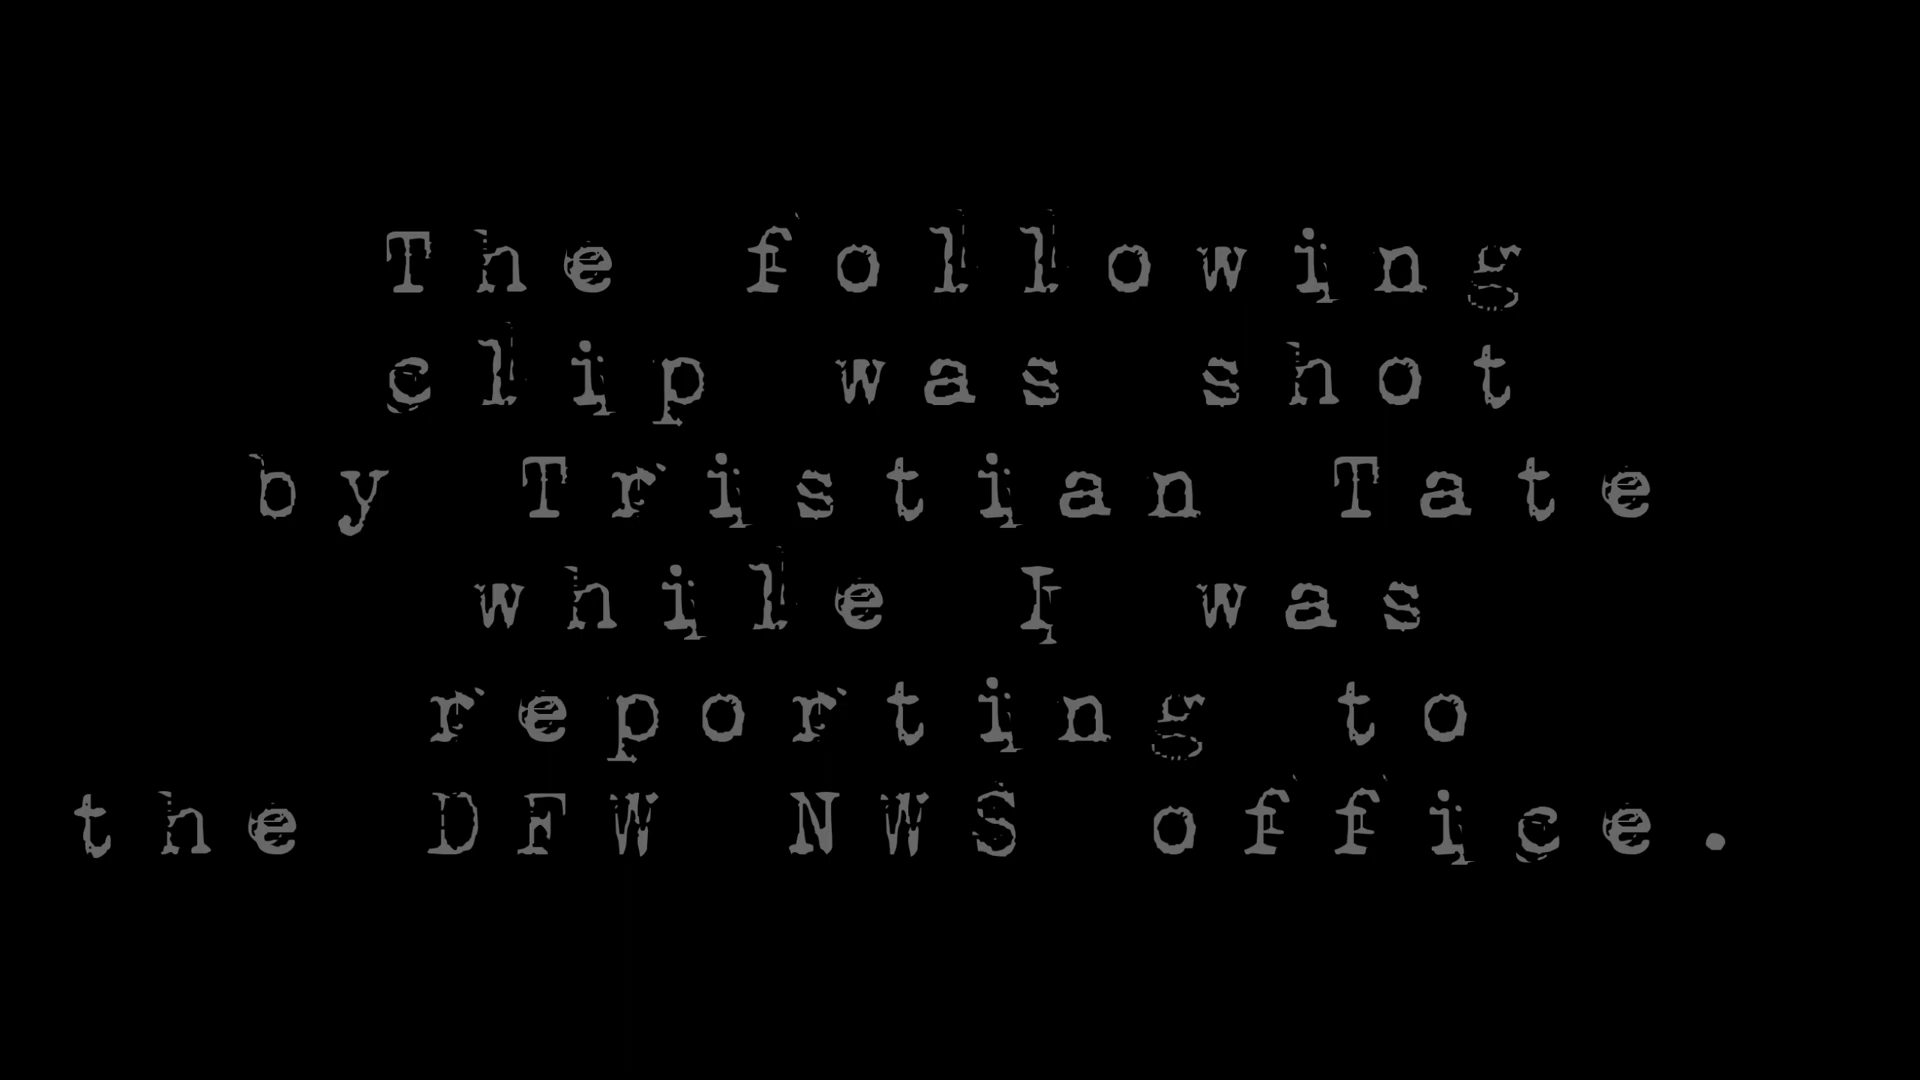 The following
clip was shot
by Tristian Tate
while I was
reporting to
the DFW NWS office.